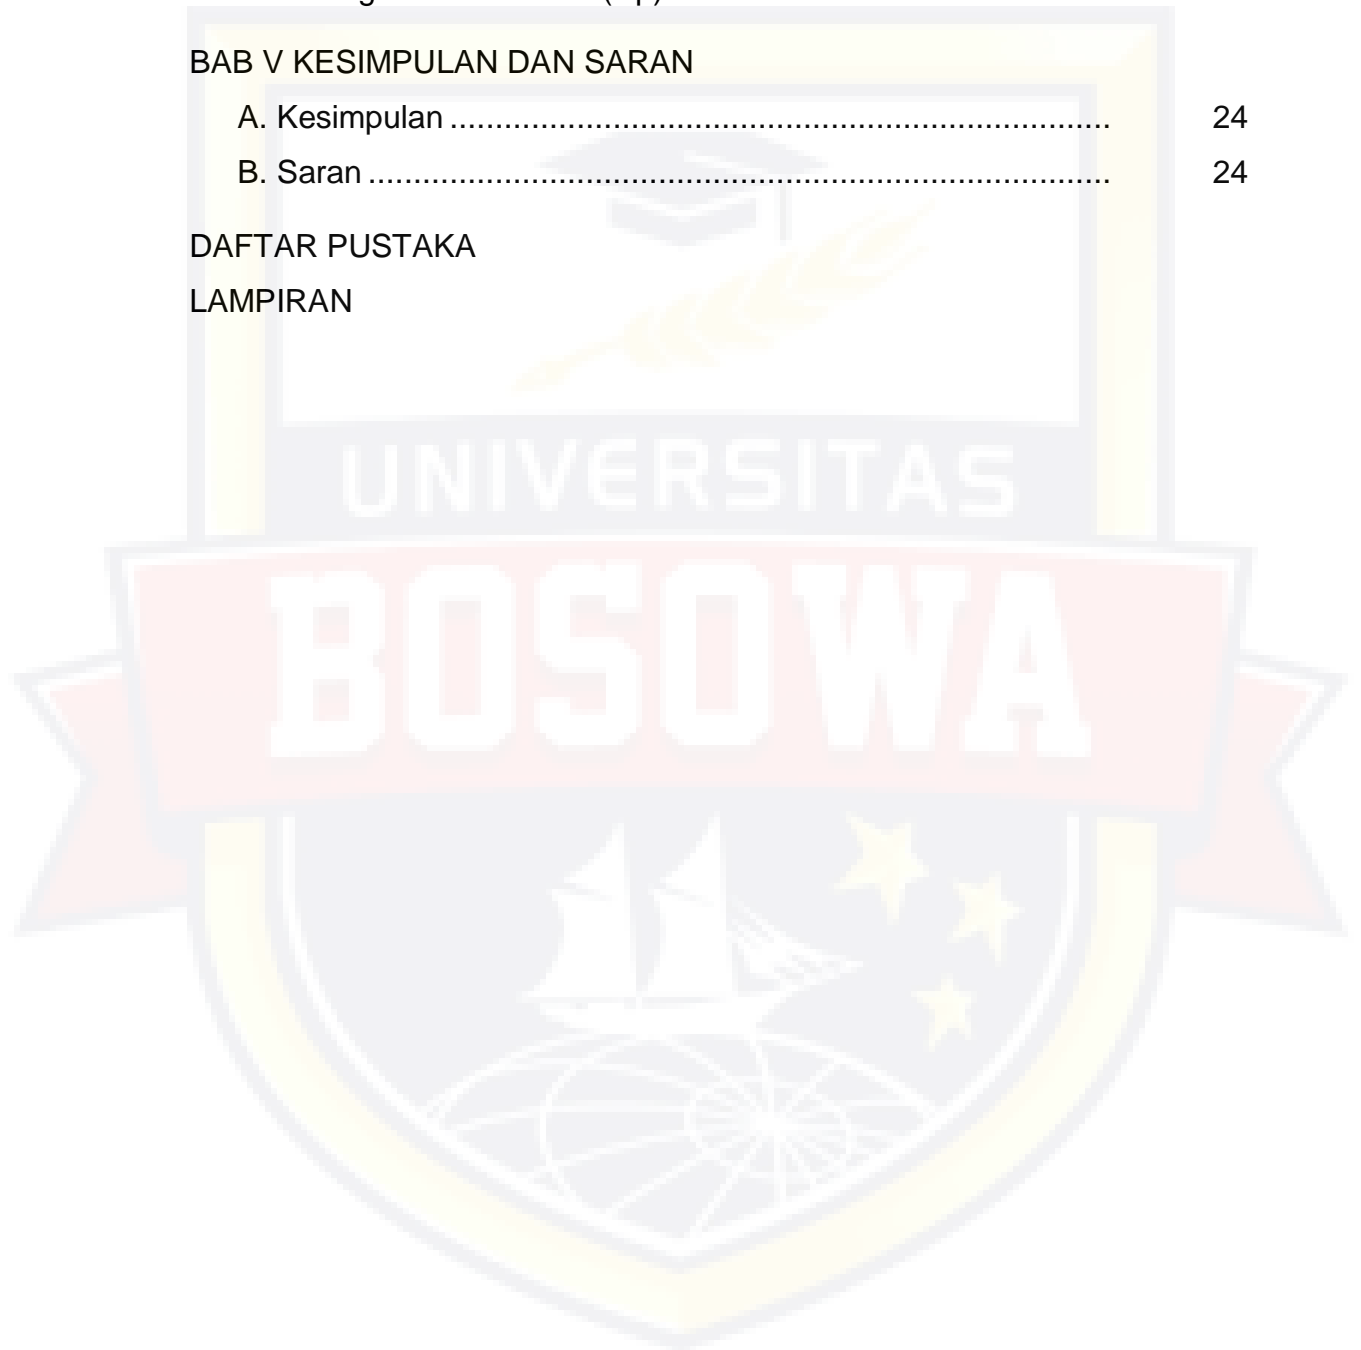 BAB V KESIMPULAN DAN SARAN
A. Kesimpulan ........................................................................ 24
B. Saran ................................................................................. 24
DAFTAR PUSTAKA
LAMPIRAN
UNIVERSITAS
BOSOWA